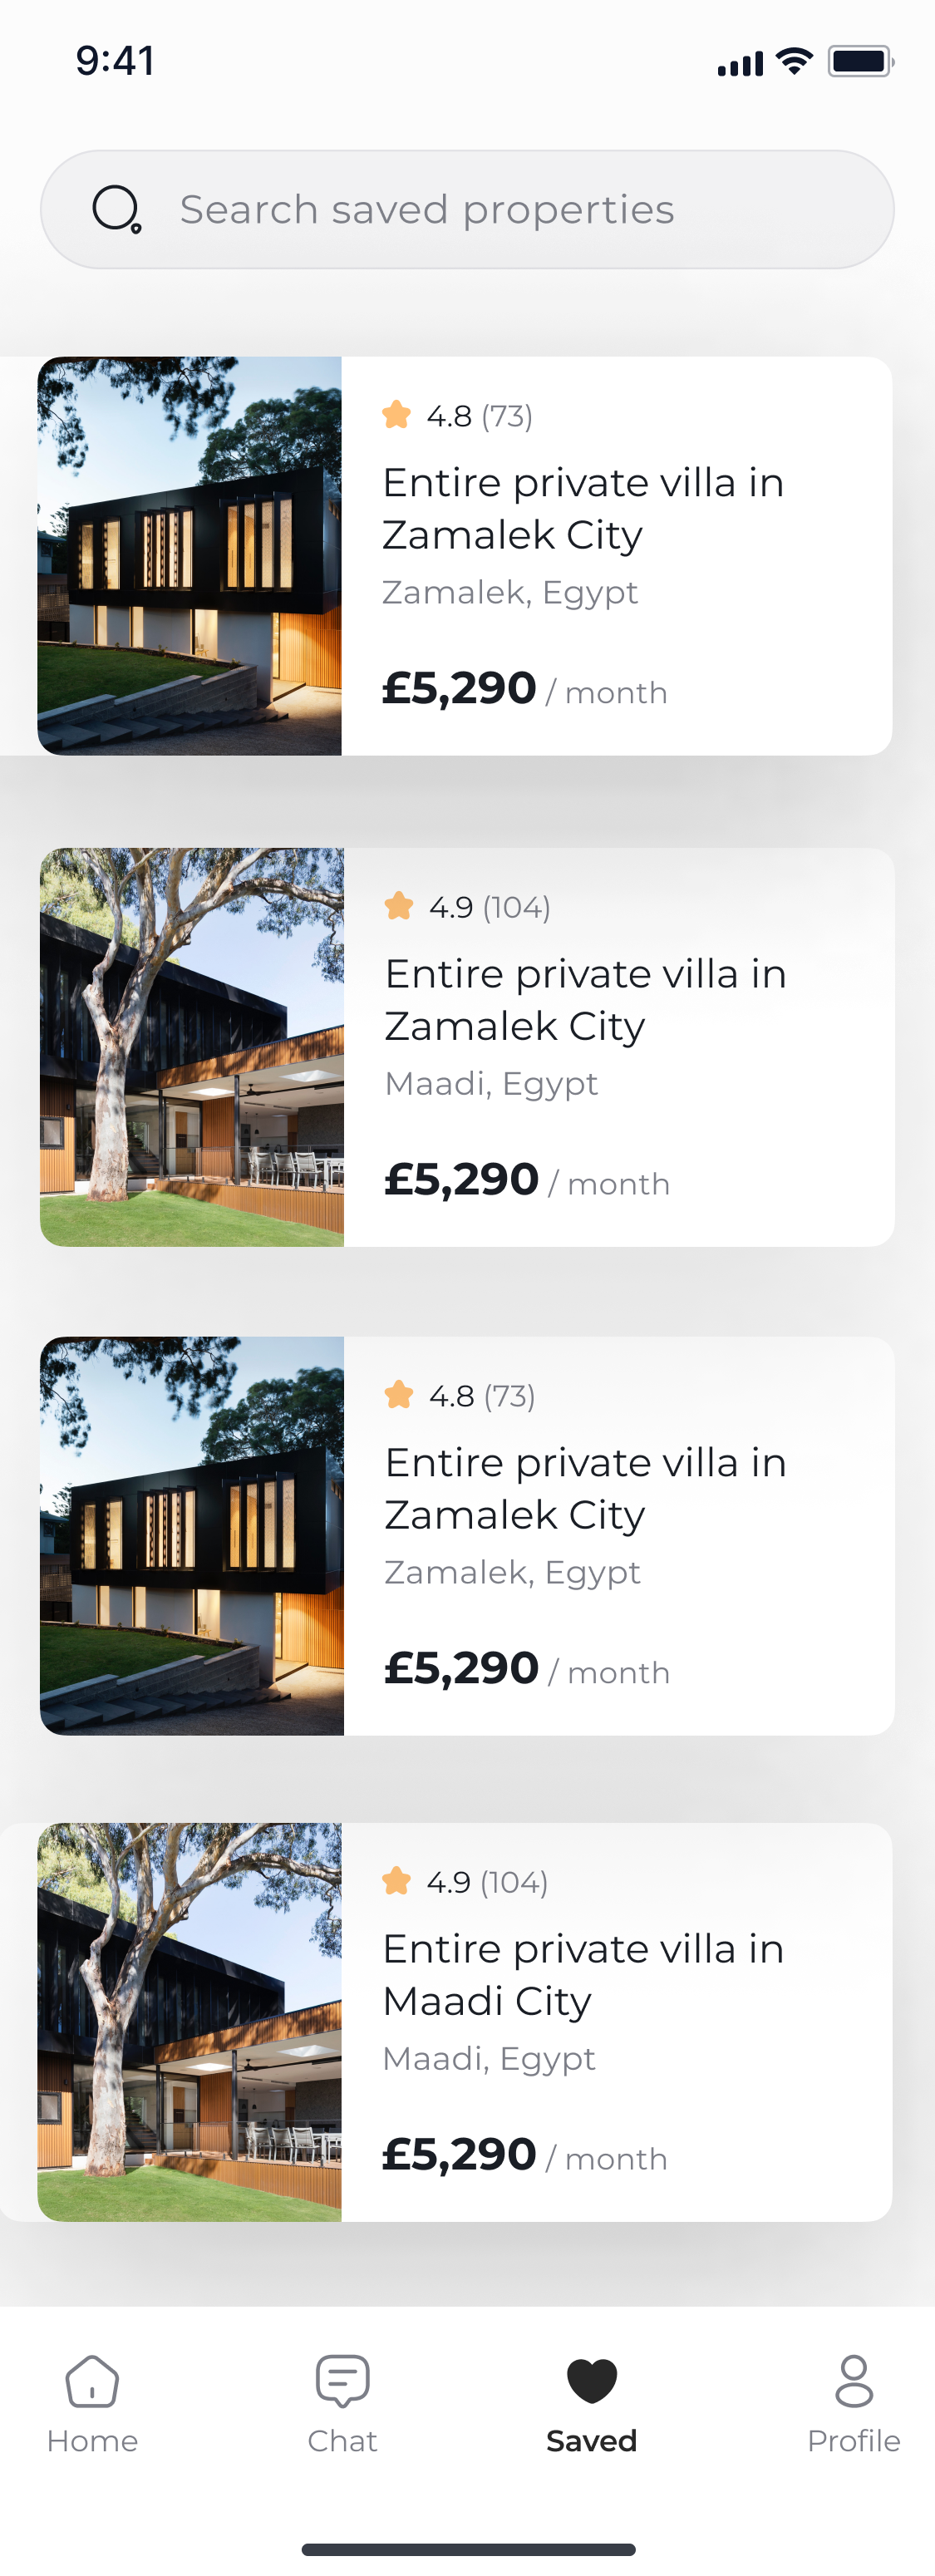 9:41
Search saved properties
4.8 (73)
Entire private villa in
Zamalek City
Zamalek, Egypt
£5,290 / month
4.9 (104)
Entire private villa in
Zamalek City
Maadi, Egypt
£5,290 / month
4.8 (73)
Entire private villa in
Zamalek City
Zamalek, Egypt
£5,290 / month
4.9 (104)
Entire private villa in
Maadi City
Maadi, Egypt
£5,290 / month
Home Chat Saved Profile